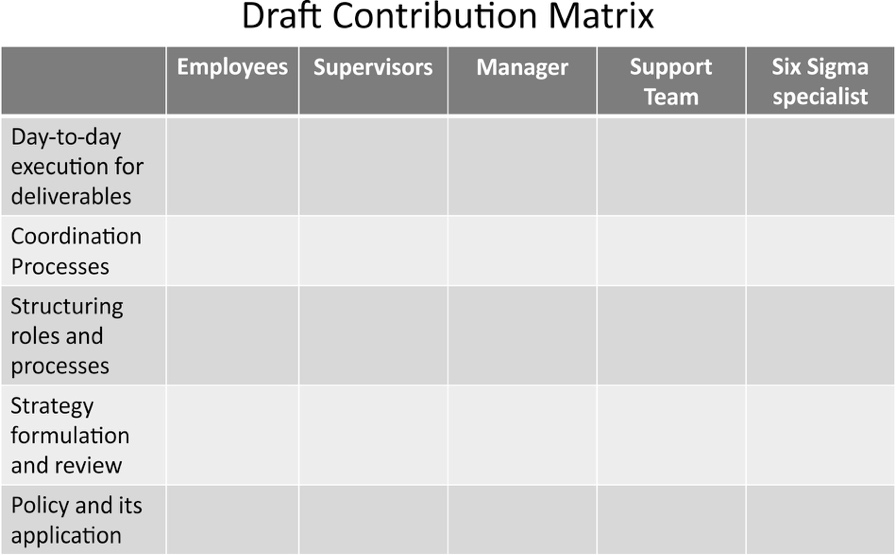 Draft Contribution Matrix
Employees
Supervisors
Manager
Support
Team
Six Sigma
specialist
Day-to-day
execution for
deliverables
Coordination
Processes
Structuring
roles and
processes
Strategy
formulation
and review
Policy and its
application